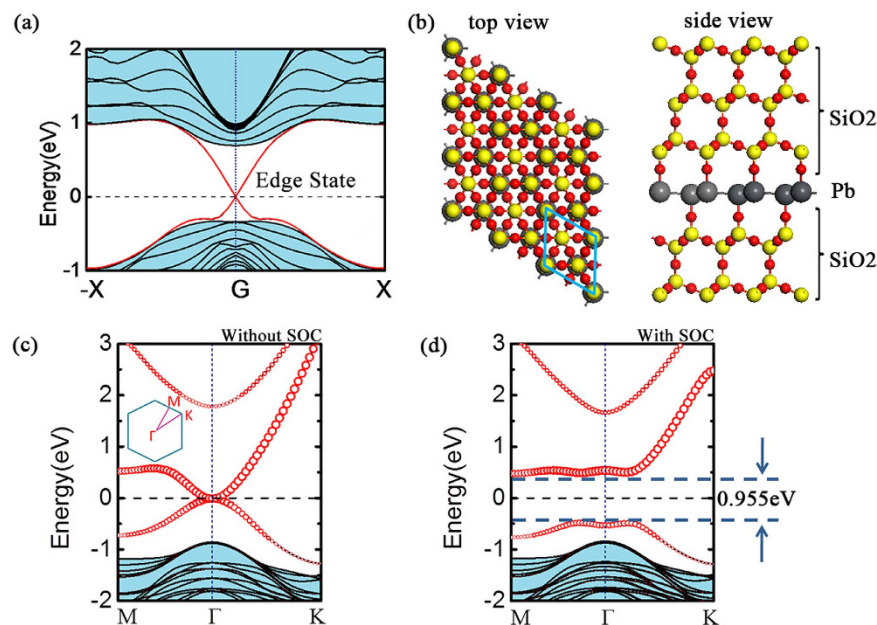 (a)
2
1
0
-1
Energy(eV)
Edge State
-X
G
X
(b)
top view
side view
SiO2
Pb
SiO2
(c)
Without SOC
3
2
1
0
-1
-2
Energy(eV)
M
K
Γ
M
Γ
K
(d)
With SOC
3
2
1
0
-1
-2
Energy(eV)
0.955eV
M
Γ
K